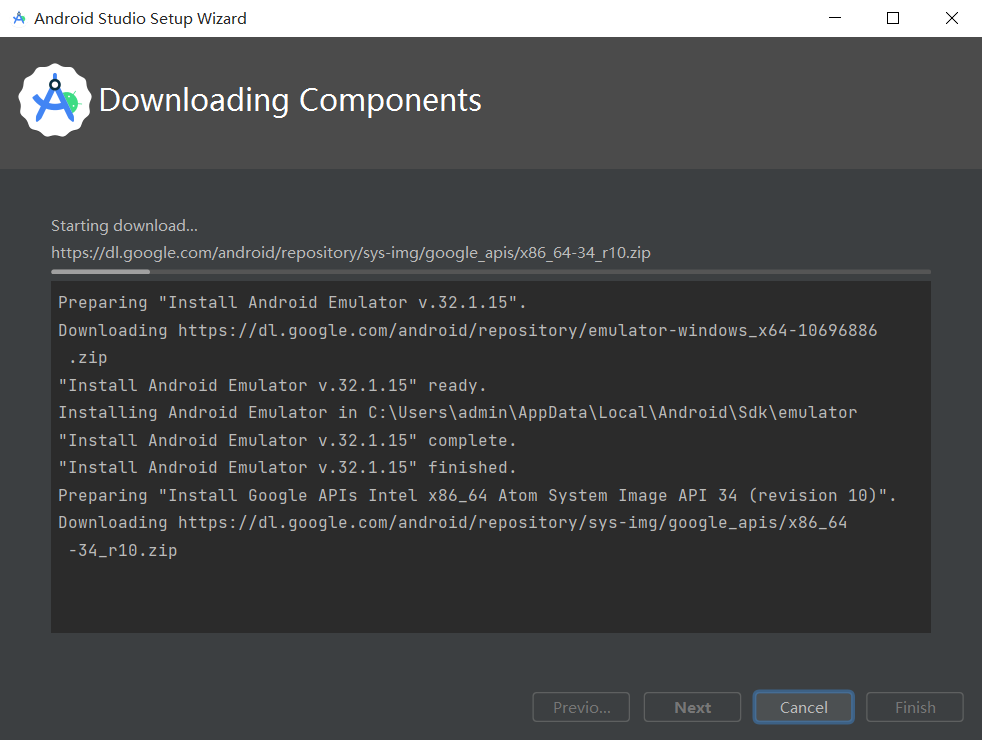 Android Studio Setup Wizard
Downloading Components
Starting download...
https://dl.google.com/android/repository/sys-img/google_apis/x86_64-34_r10.zip
Preparing "Install Android Emulator v.32.1.15".
Downloading https://dl.google.com/android/repository/emulator-windows_x64-10696886
.zip
"Install Android Emulator v.32.1.15" ready.
Installing Android Emulator in C:\Users\admin\AppData\Local\Android\Sdk\emulator
"Install Android Emulator v.32.1.15" complete.
"Install Android Emulator v.32.1.15" finished.
Preparing "Install Google APIs Intel x86_64 Atom System Image API 34 (revision 10)".
Downloading https://dl.google.com/android/repository/sys-img/google_apis/x86_64
-34_r10.zip
Previo... Next Cancel Finish